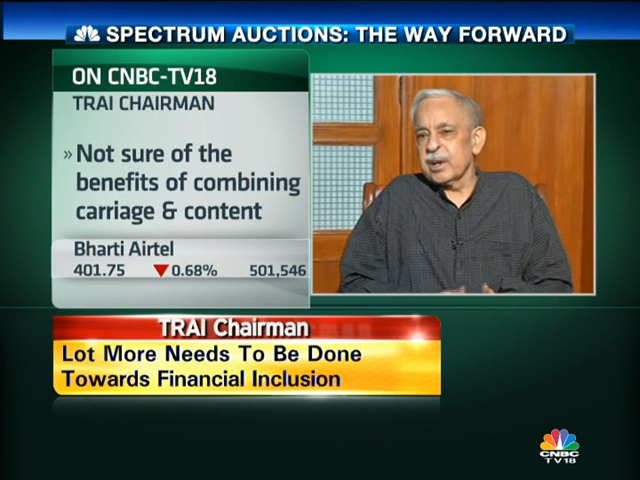 SPECTRUM AUCTIONS: THE WAY FORWARD
ON CNBC-TV18
TRAI CHAIRMAN
» Not sure of the
benefits of combining
carriage & content
Bharti Airtel
401.75 ▼0.68% 501,546
TRAI Chairman
Lot More Needs To Be Done
Towards Financial Inclusion
CNBC
TV18